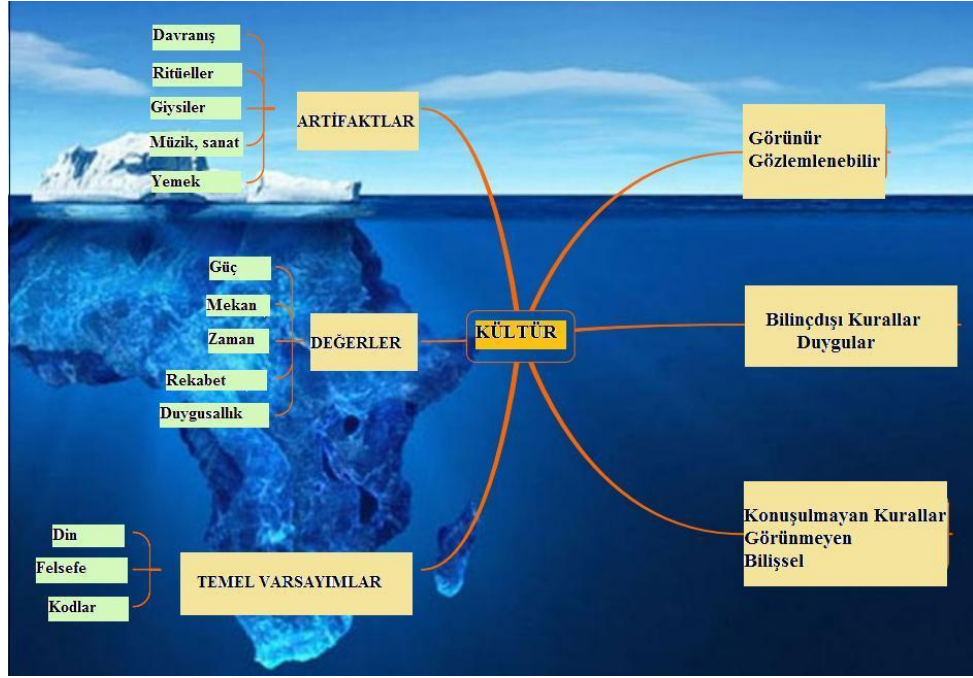 Davranış
Ritüeller
Giysiler
Müzik, sanat
Yemek
ARTİFAKTLAR
Görünür
Gözlemlenebilir
Güç
Mekan
Zaman
Rekabet
Duygusallık
DEĞERLER
KÜLTÜR
Bilinçdışı Kurallar
Duygular
Din
Felsefe
Kodlar
TEMEL VARSAYIMLAR
Konuşulmayan Kurallar
Görünmeyen
Bilişsel